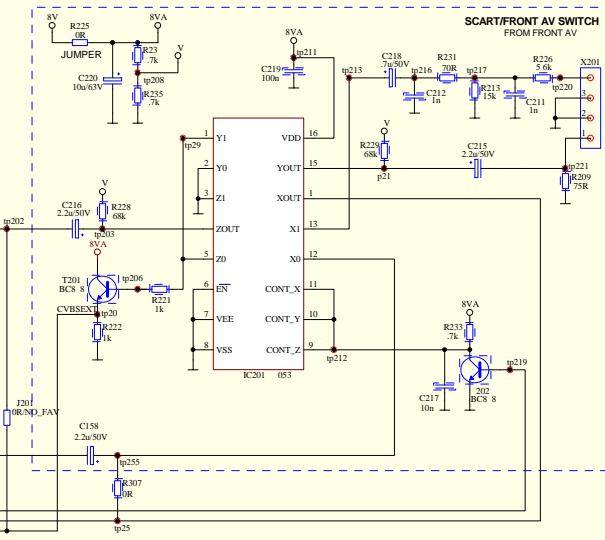 SCART/FRONT AV SWITCH
FROM FRONT AV
8V
R225
0R
JUMPER
8VA
R23
.7k
V
tp208
C220
10u/63V
R235
.7k
8VA
tp211
C219
100n
tp213
C218
.7u/50V
tp216
C212
1n
R231
70R
tp217
R213
15k
C211
1n
R226
5 6k
tp220
X201
3
2
1
tp29
1 Y1
2 Y0
3 Z1
ZOUT
5 Z0
6 EN
7 VEE
8 VSS
VDD 16
YOUT 15
XOUT 1
X1 13
X0 12
CONT_X 11
CONT_Y 10
CONT_Z 9
IC201 053
V
R229
68k
p21
C215
2.2u/50V
tp221
R209
75R
tp202
C216
2.2u/50V
V
R228
68k
tp203
8VA
T201
BC8 8
tp206
R221
1k
CVBSEXT
tp20
R222
1k
tp212
8VA
R233
.7k
tp219
202
BC8 8
C217
10n
J201
0R/NO_FAV
C158
2.2u/50V
tp255
R307
0R
tp25